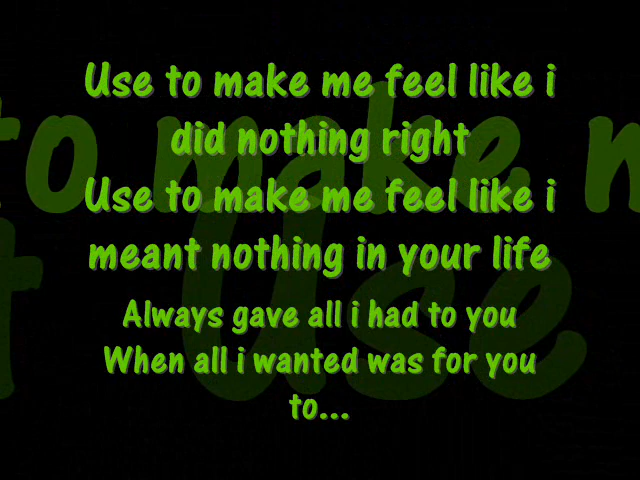 Use to make me feel like i
did nothing right
Use to make me feel like i
meant nothing in your life
Always gave all i had to you
When all i wanted was for you
to...